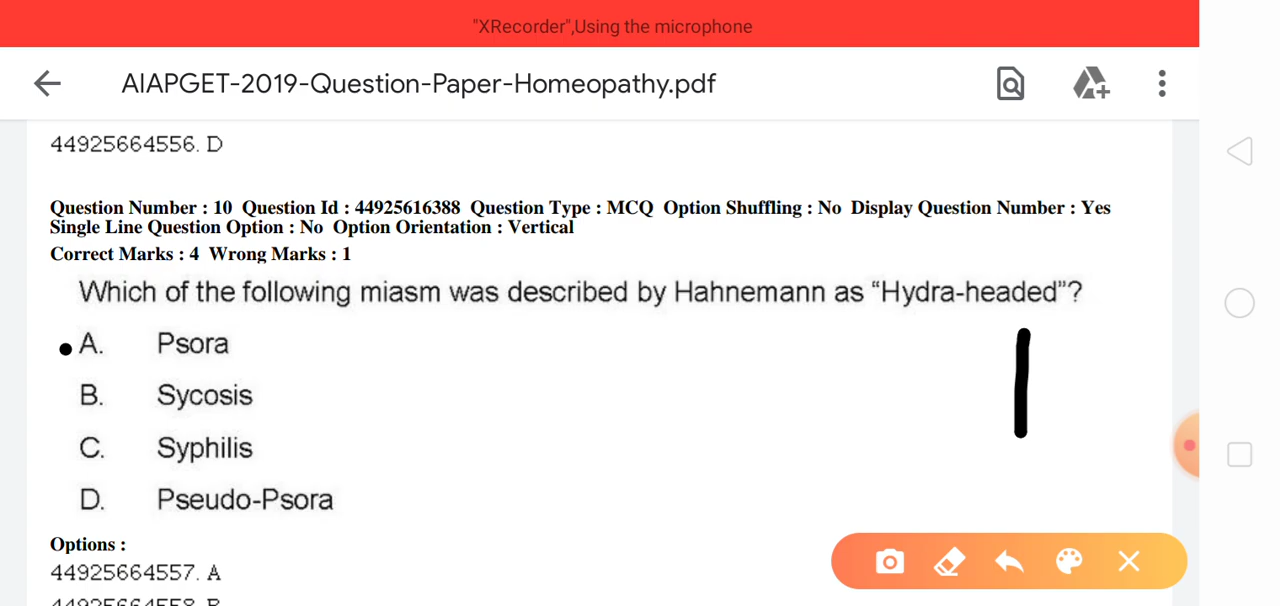 "XRecorder",Using the microphone
AIAPGET-2019-Question-Paper-Homeopathy.pdf
44925664556. D
Question Number : 10 Question Id : 44925616388 Question Type : MCQ Option Shuffling : No Display Question Number : Yes
Single Line Question Option : No Option Orientation : Vertical
Correct Marks : 4 Wrong Marks : 1
Which of the following miasm was described by Hahnemann as “Hydra-headed”?
A. Psora
B. Sycosis
C. Syphilis
D. Pseudo-Psora
Options :
44925664557. A
44925664558. B